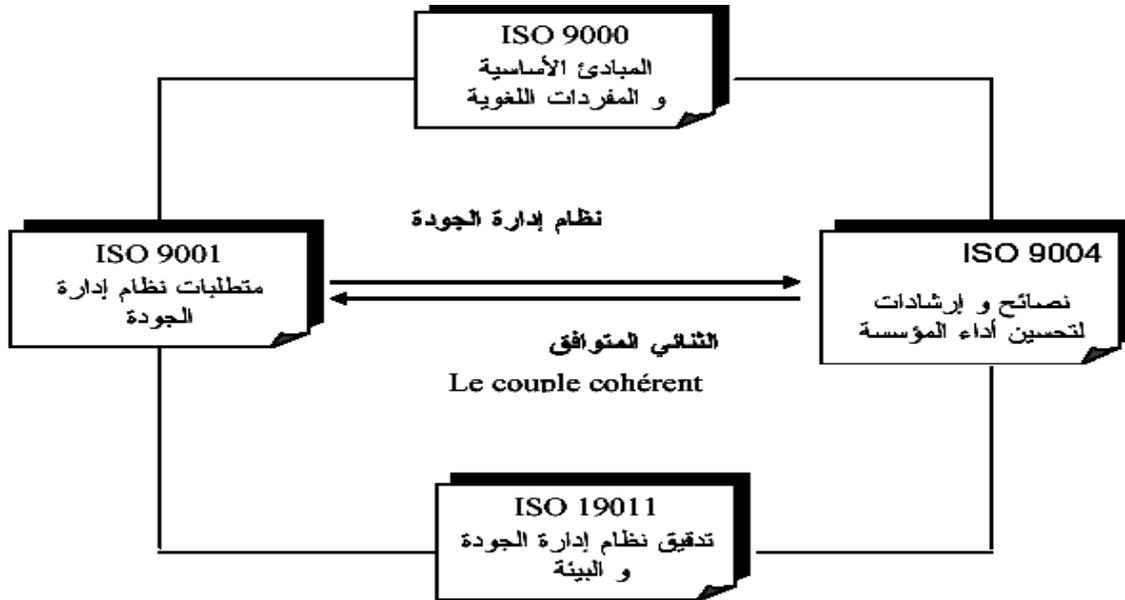 ISO 9000
المبادئ الأساسية
و المفردات اللغوية
نظام إدارة الجودة
ISO 9001
متطلبات نظام إدارة
الجودة
ISO 9004
نصائح و إرشادات
لتحسين أداء المؤسسة
الثنائي المتوافق
Le couple cohérent
ISO 19011
تدقيق نظام إدارة الجودة
و البيئة